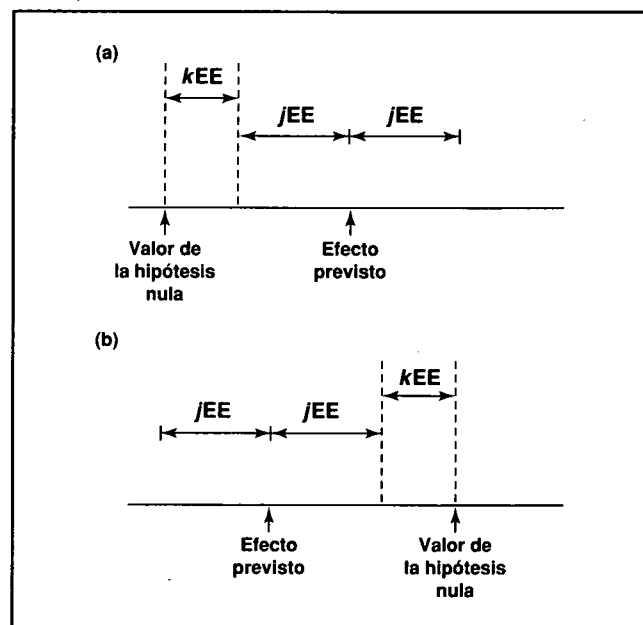 (a)
kEE
jEE
jEE
Valor de
la hipótesis
nula
Efecto
previsto
(b)
kEE
jEE
jEE
Efecto
previsto
Valor de
la hipótesis
nula